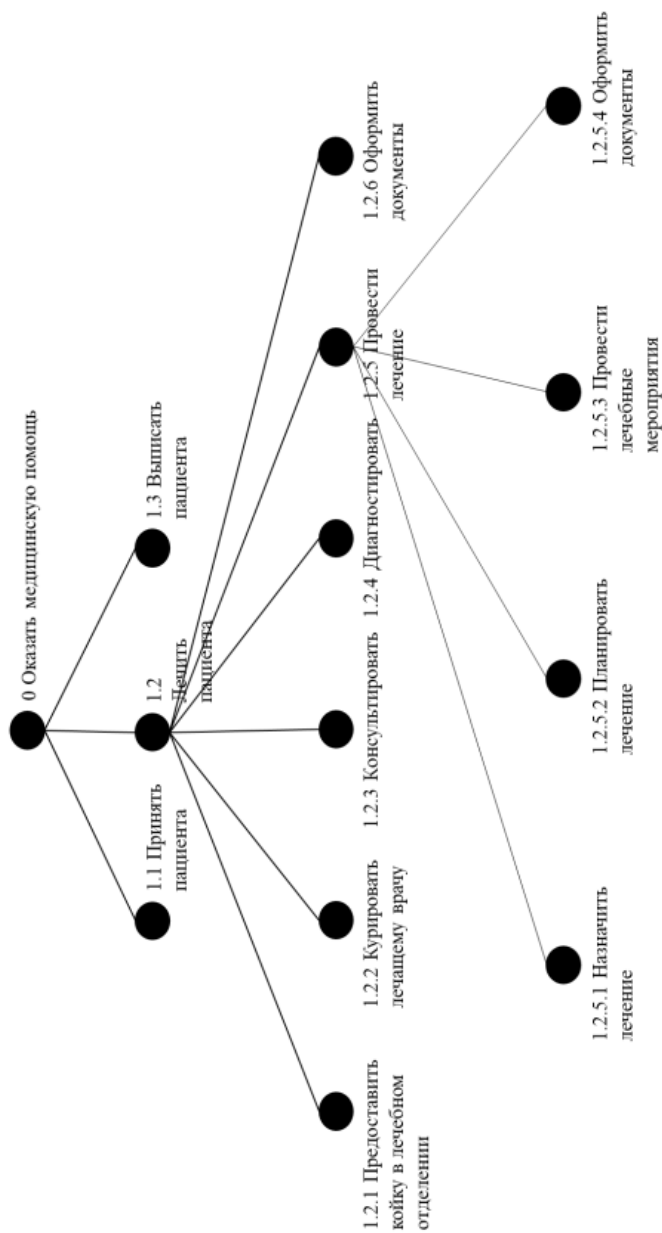 0 Оказать медицинскую помощь
1.1 Принять
пациента
1.2
Лечить
пациента
1.3 Выписать
пациента
1.2.1 Предоставить
койку в лечебном
отделении
1.2.2 Курировать
лечащему врачу
1.2.3 Консультировать
1.2.4 Диагностировать
1.2.5 Провести
лечение
1.2.6 Оформить
документы
1.2.5.1 Назначить
лечение
1.2.5.2 Планировать
лечение
1.2.5.3 Провести
лечебные
мероприятия
1.2.5.4 Оформить
документы